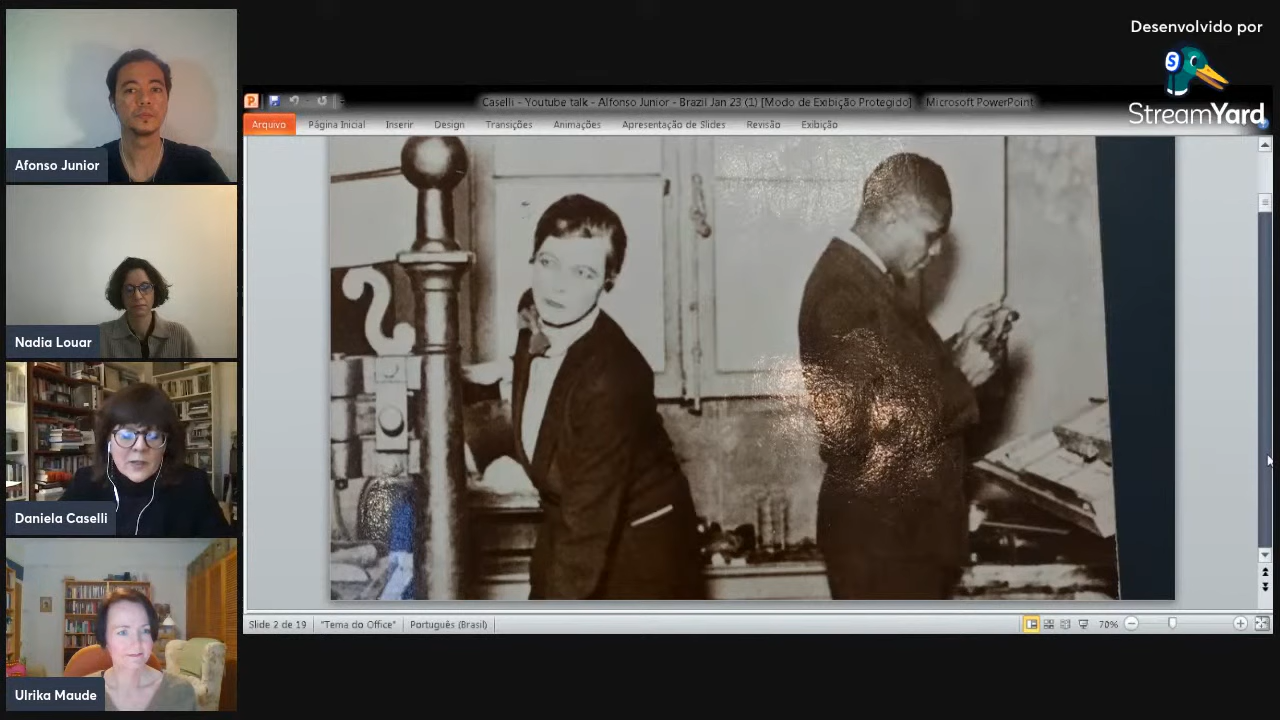 Desenvolvido por
S
StreamYard
Afonso Junior
Nadia Louar
Daniela Caselli
Ulrika Maude
P
Caselli - Youtube talk - Alfonso Junior - Brazil Jan 23 (1) [Modo de Exibição Protegido] - Microsoft PowerPoint
Arquivo Página Inicial Inserir Design Transições Animações Apresentação de Slides Revisão Exibição
Slide 2 de 19 "Tema do Office" Português (Brasil) 70%